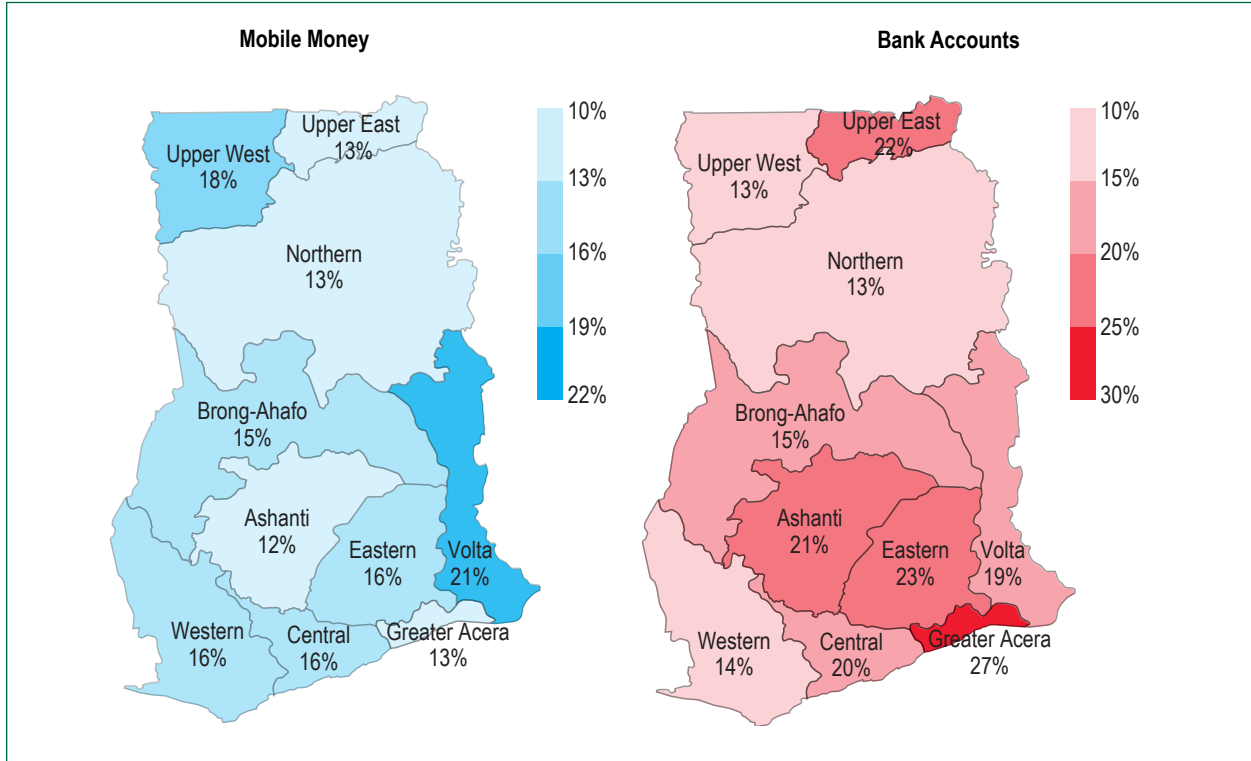 Mobile Money
Upper East
13%
Upper West
18%
Northern
13%
Brong-Ahafo
15%
Ashanti
12%
Eastern
16%
Volta
21%
Western
16%
Central
16%
Greater Acera
13%
10%
13%
16%
19%
22%
Bank Accounts
Upper East
22%
Upper West
13%
Northern
13%
Brong-Ahafo
15%
Ashanti
21%
Eastern
23%
Volta
19%
Western
14%
Central
20%
Greater Acera
27%
10%
15%
20%
25%
30%